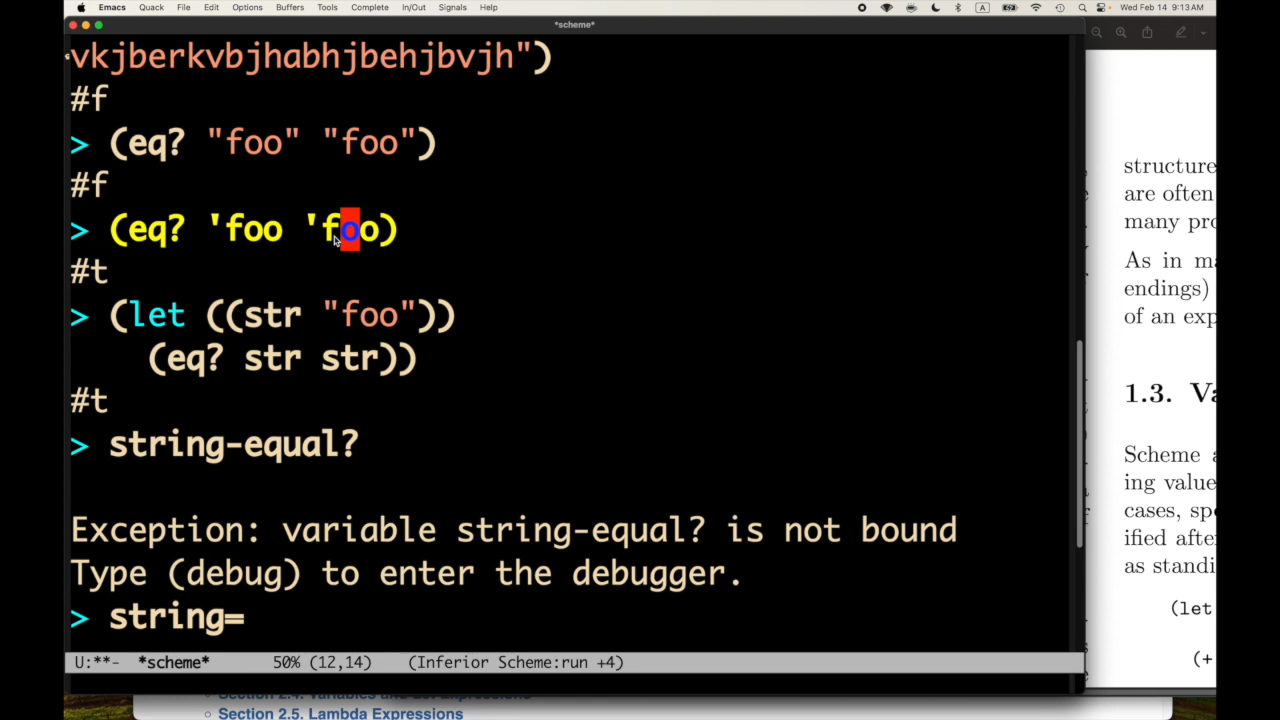 Emacs Quack File Edit Options Buffers Tools Complete In/Out Signals Help
A
Wed Feb 14 9:13 AM
*scheme*
vkjberkvbjhabhjbehjbvjh")
#f
> (eq? "foo" "foo")
#f
> (eq? 'foo 'foo)
#t
> (let ((str "foo"))
(eq? str str))
#t
> string-equal?
Exception: variable string-equal? is not bound
Type (debug) to enter the debugger.
> string=
U:**- *scheme* 50% (12,14) (Inferior Scheme:run +4)
structure
are often
many pro
As in ma
endings)
of an exp
1.3. Va
Scheme a
ing value
cases, spe
ified afte
as standi
(let
(+
Section 2.5. Lambda Expressions